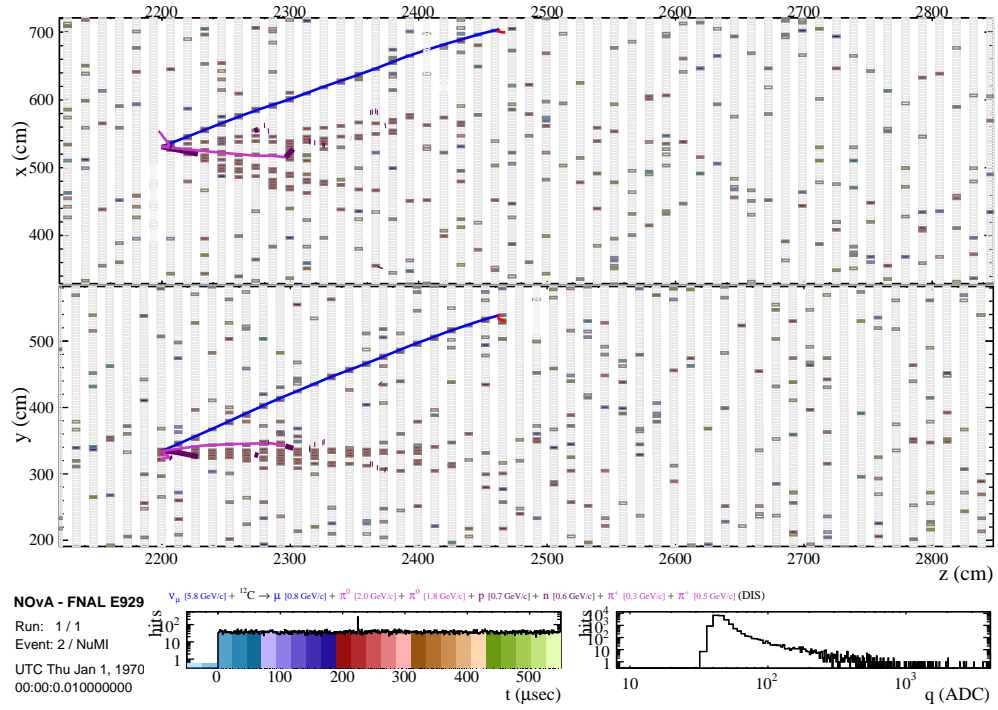 2200 2300 2400 2500 2600 2700 2800
x (cm)
700
600
500
400
y (cm)
500
400
300
200
2200 2300 2400 2500 2600 2700 2800
z (cm)
νμ [5.8 GeV/c] + ¹²C → μ [0.8 GeV/c] + π⁰ [2.0 GeV/c] + π⁰ [1.8 GeV/c] + p [0.7 GeV/c] + n [0.6 GeV/c] + π⁺ [0.3 GeV/c] + π⁺ [0.5 GeV/c] (DIS)
NOvA - FNAL E929
Run: 1 / 1
Event: 2 / NuMI
UTC Thu Jan 1, 1970
00:00:0.010000000
hits
10²
10
1
0 100 200 300 400 500
t (μsec)
hits
10⁴
10³
10²
10
1
10 10² 10³
q (ADC)